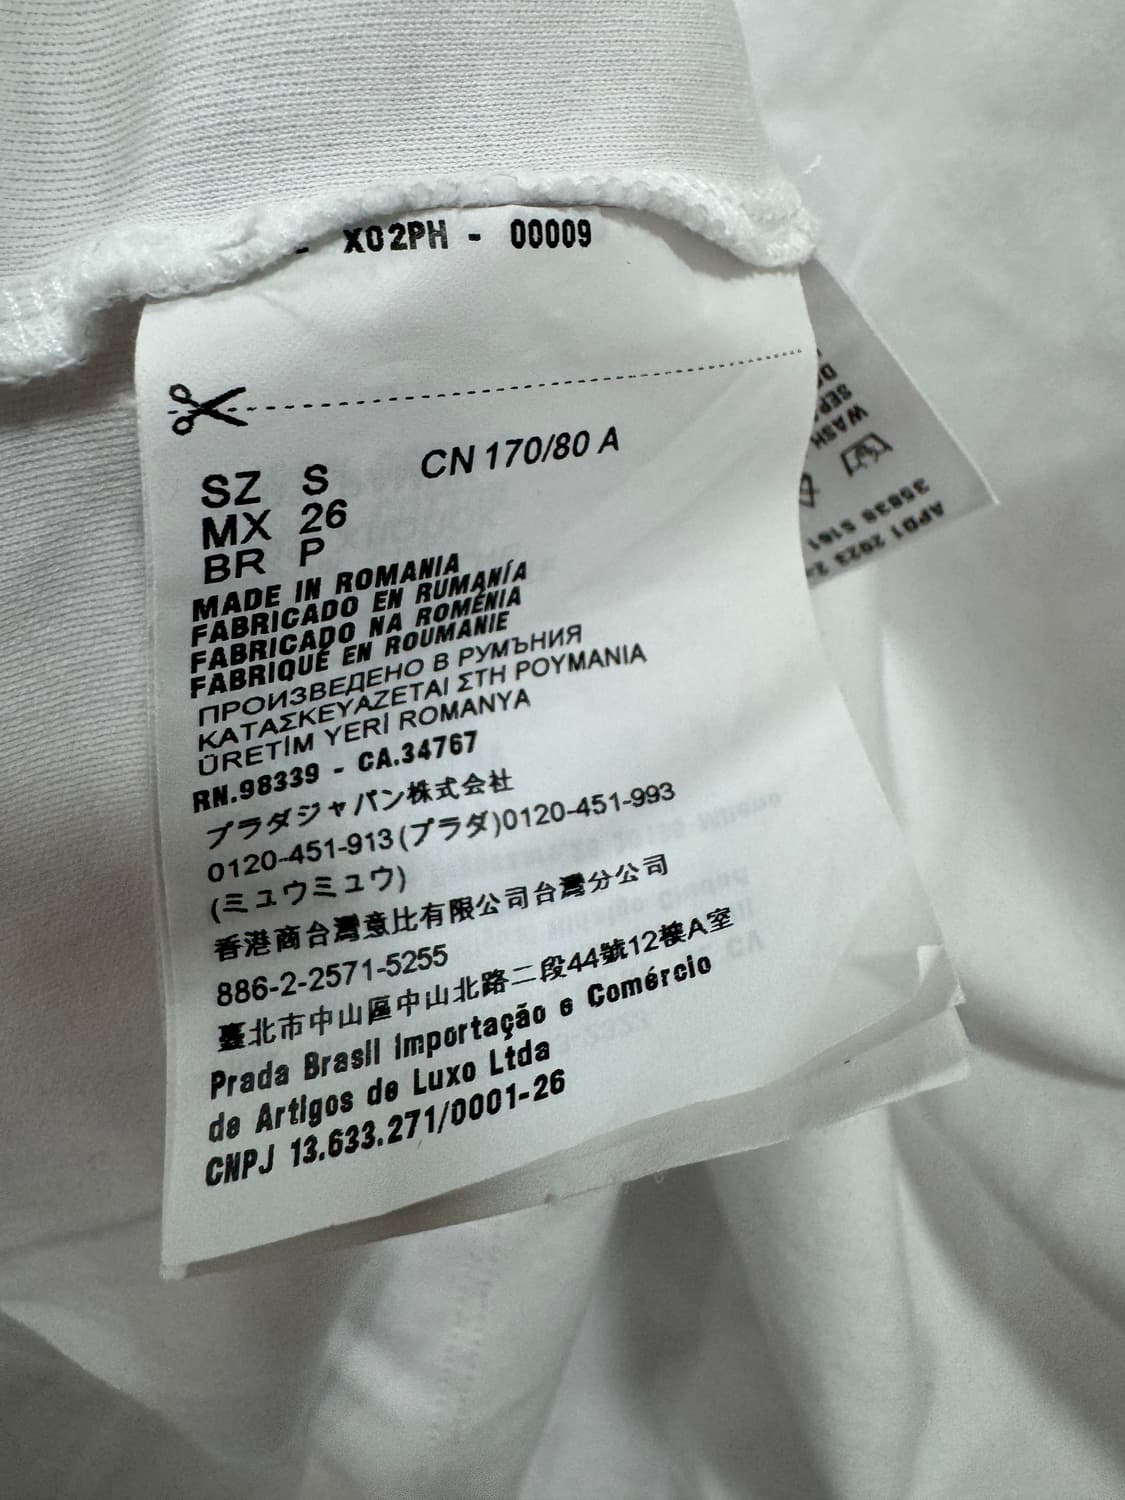 - X02PH - 00009
SZ S CN 170/80 A
MX 26
BR P
MADE IN ROMANIA
FABRICADO EN RUMANÍA
FABRICADO NA ROMÉNIA
FABRIQUÉ EN ROUMANIE
ПРОИЗВЕДЕНО В РУМЪНИЯ
ΚΑΤΑΣΚΕΥΑΖΕΤΑΙ ΣΤΗ ΡΟΥΜΑΝΙΑ
ÜRETİM YERİ ROMANYA
RN.98339 - CA.34767
プラダジャパン株式会社
0120-451-913(プラダ)0120-451-993
(ミュウミュウ)
香港商台灣意比有限公司台灣分公司
886-2-2571-5255
臺北市中山區中山北路二段44號12樓A室
Prada Brasil Importação e Comércio
de Artigos de Luxo Ltda
CNPJ 13.633.271/0001-26
WASH
35838 5161
APD1 2023